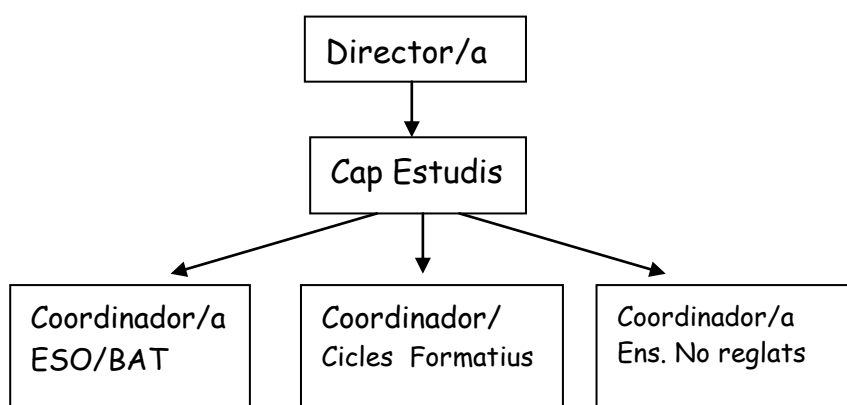 Director/a
Cap Estudis
Coordinador/a
ESO/BAT
Coordinador/
Cicles Formatius
Coordinador/a
Ens. No reglats